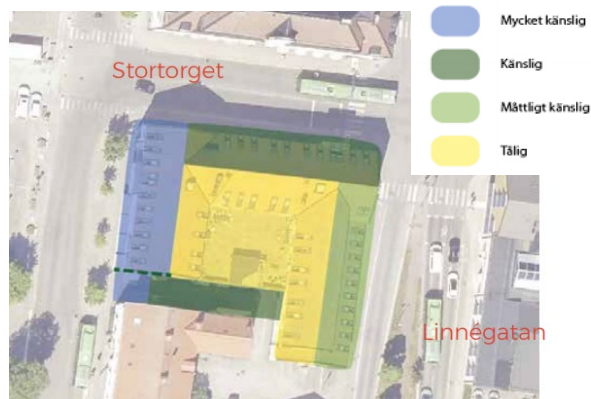 Mycket känslig
Stortorget
Känslig
Måttligt känslig
Tålig
Linnégatan